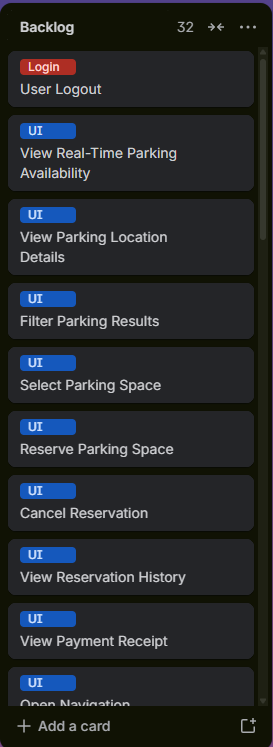 Backlog 32
Login
User Logout
UI
View Real-Time Parking
Availability
UI
View Parking Location
Details
UI
Filter Parking Results
UI
Select Parking Space
UI
Reserve Parking Space
UI
Cancel Reservation
UI
View Reservation History
UI
View Payment Receipt
UI
Open Navigation
Add a card